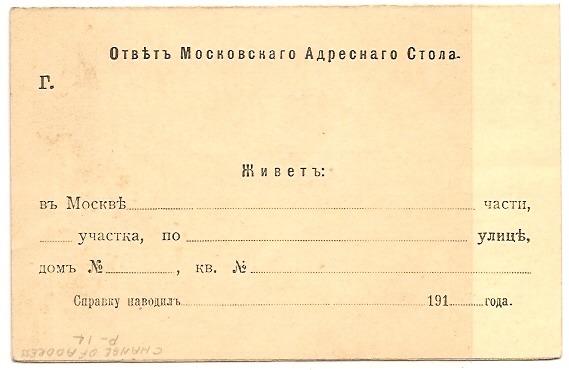 Отвѣтъ Московскаго Адреснаго Стола.
Г.
Живетъ:
въ Москвѣ части,
участка, по улицѣ,
домъ №, кв. №
Справку наводилъ 191 года.
CHANGE OF ADDRESS
P-12